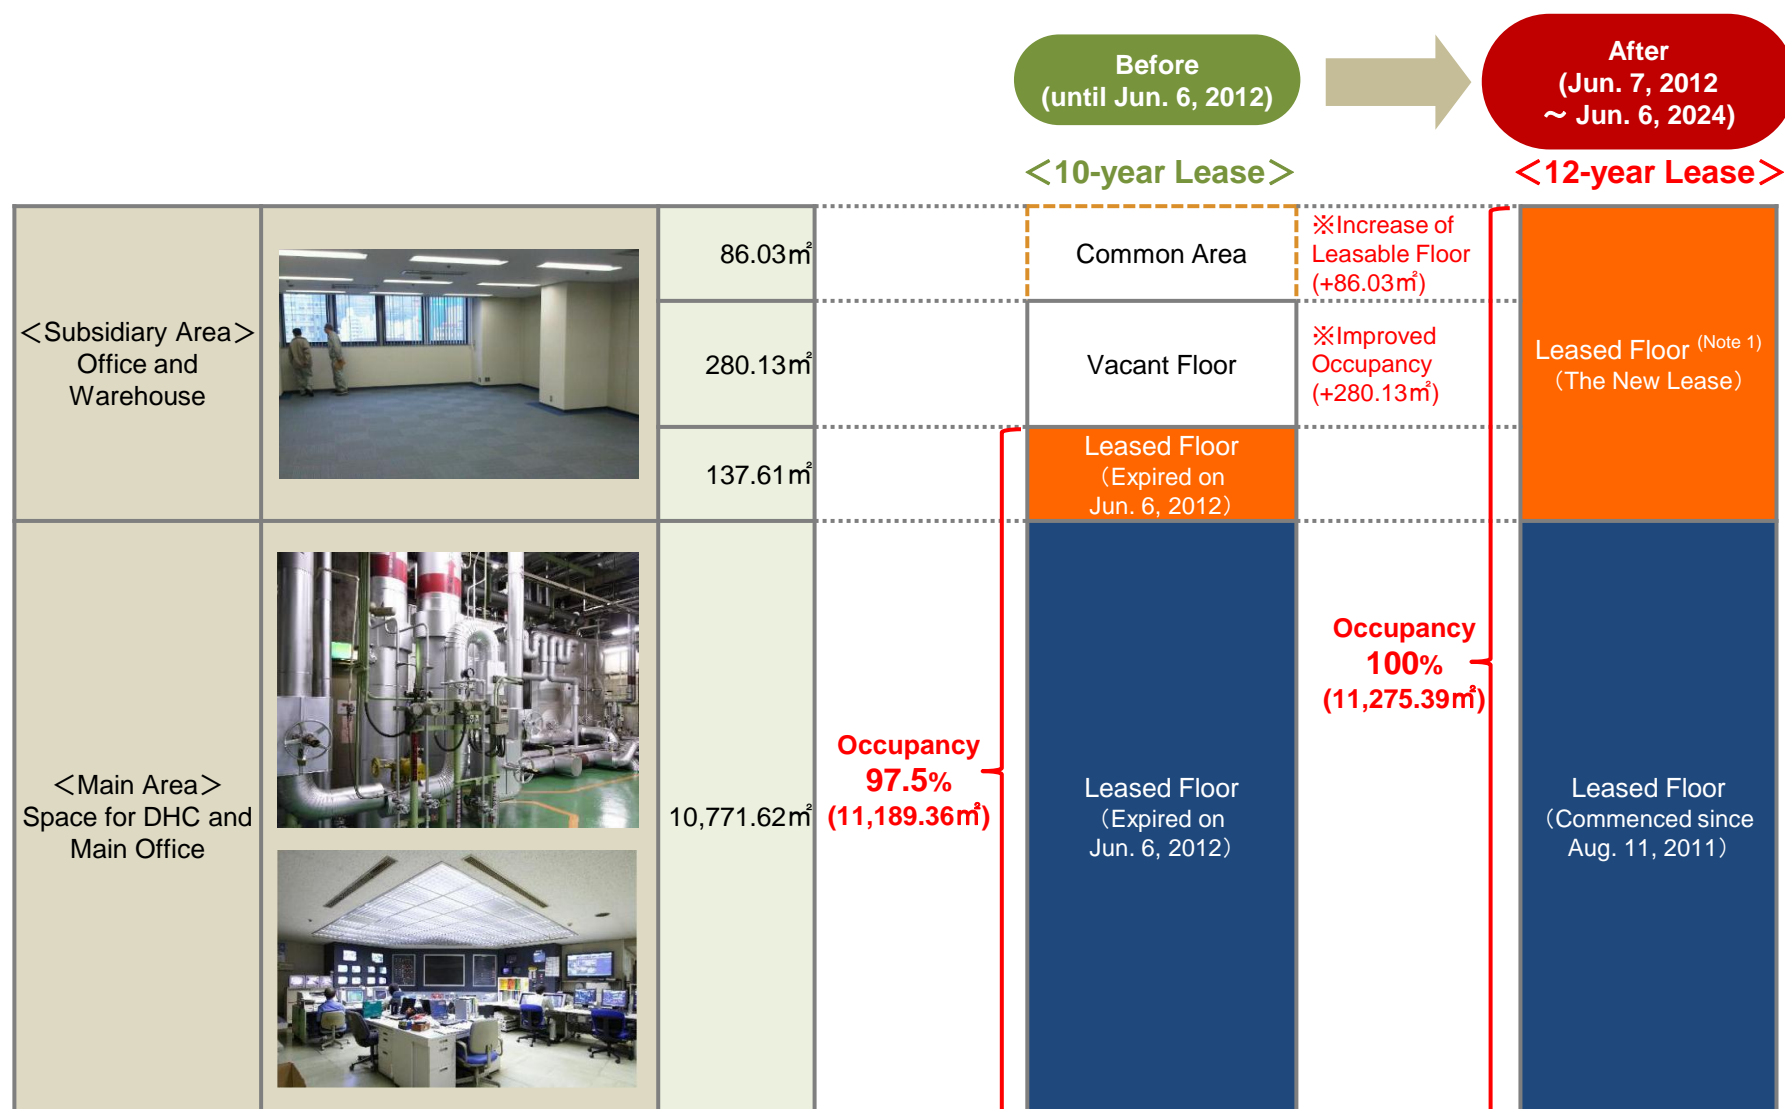 Before
(until Jun. 6, 2012)
After
(Jun. 7, 2012
～ Jun. 6, 2024)
＜10-year Lease＞
＜12-year Lease＞
＜Subsidiary Area＞
Office and
Warehouse
86.03㎡
Common Area
※Increase of
Leasable Floor
(+86.03㎡)
280.13㎡
Vacant Floor
※Improved
Occupancy
(+280.13㎡)
Leased Floor (Note 1)
（The New Lease）
137.61㎡
Leased Floor
（Expired on
Jun. 6, 2012）
＜Main Area＞
Space for DHC and
Main Office
10,771.62㎡
Occupancy
97.5%
(11,189.36㎡)
Leased Floor
（Expired on
Jun. 6, 2012）
Occupancy
100%
(11,275.39㎡)
Leased Floor
（Commenced since
Aug. 11, 2011）